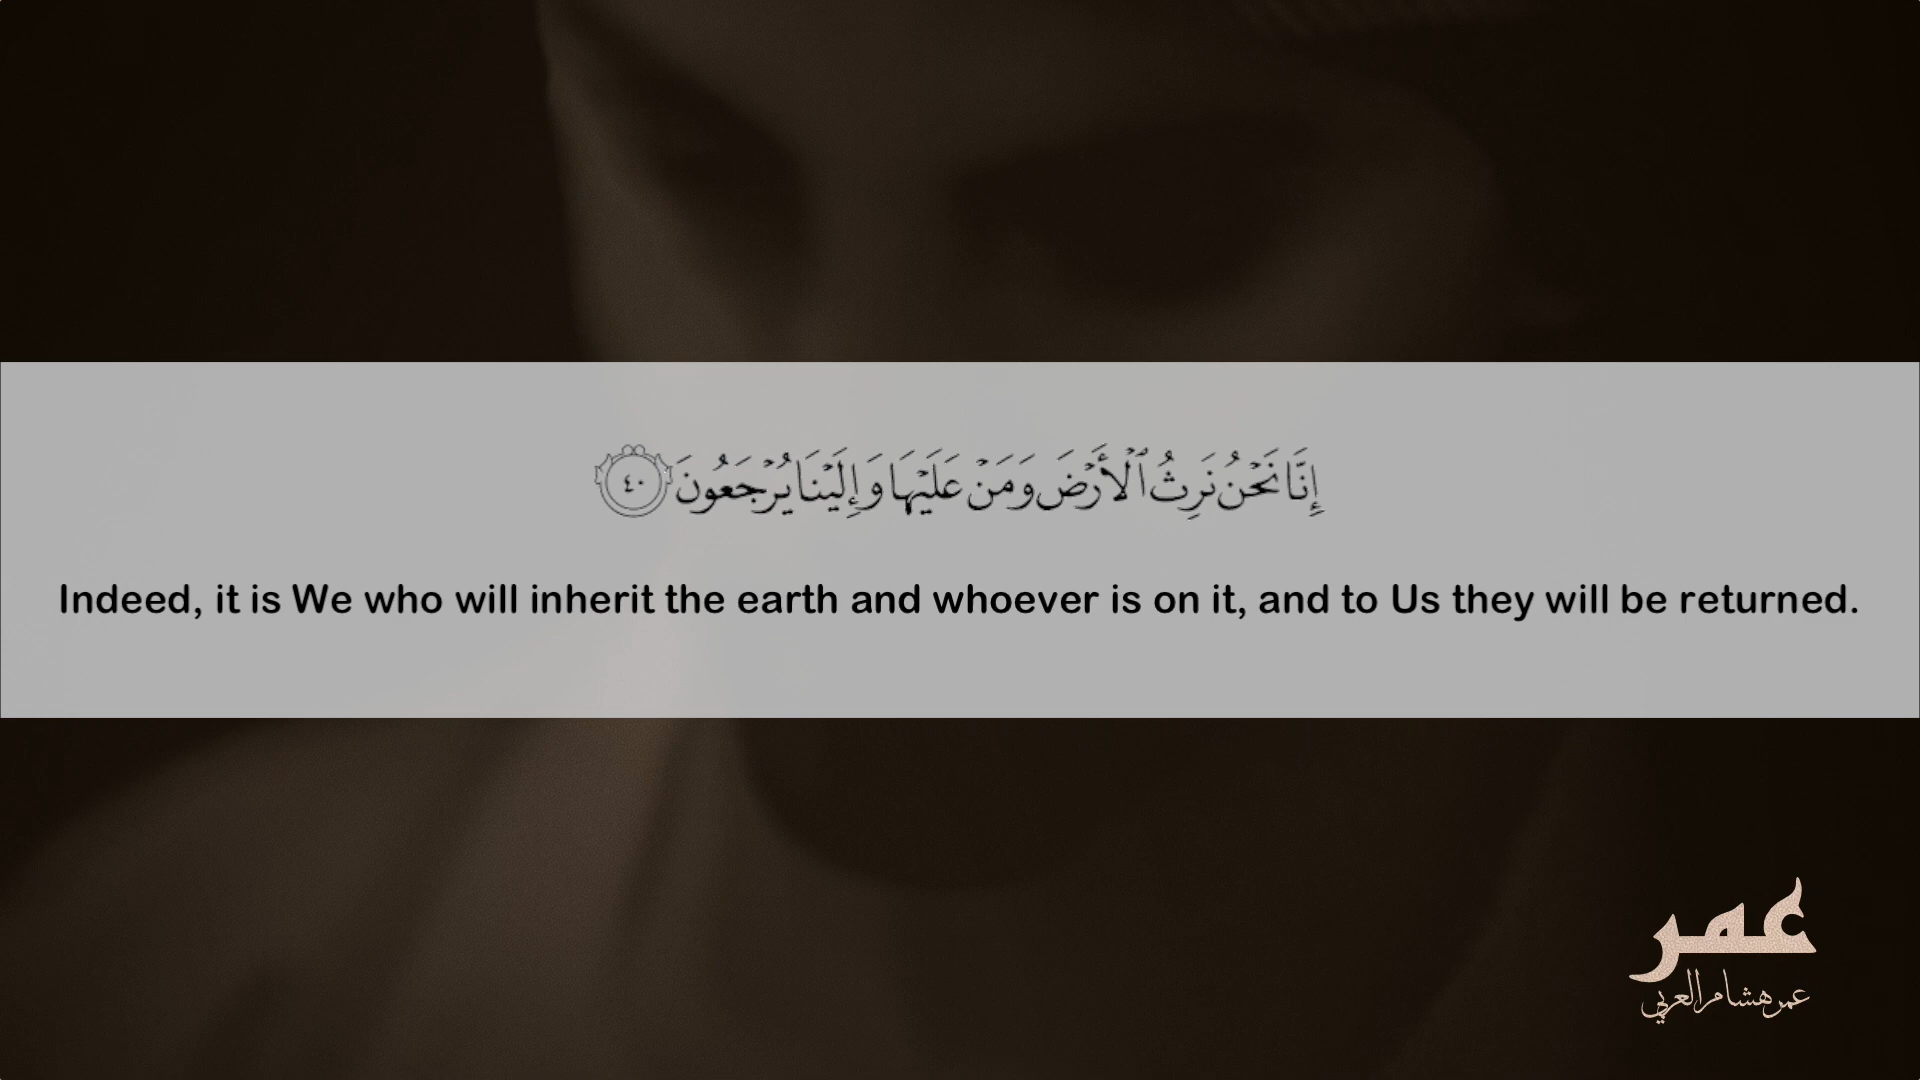 إِنَّا نَحْنُ نَرِثُ ٱلْأَرْضَ وَمَنْ عَلَيْهَا وَإِلَيْنَا يُرْجَعُونَ ٤٠
Indeed, it is We who will inherit the earth and whoever is on it, and to Us they will be returned.
عمر
عمر هشام العربي